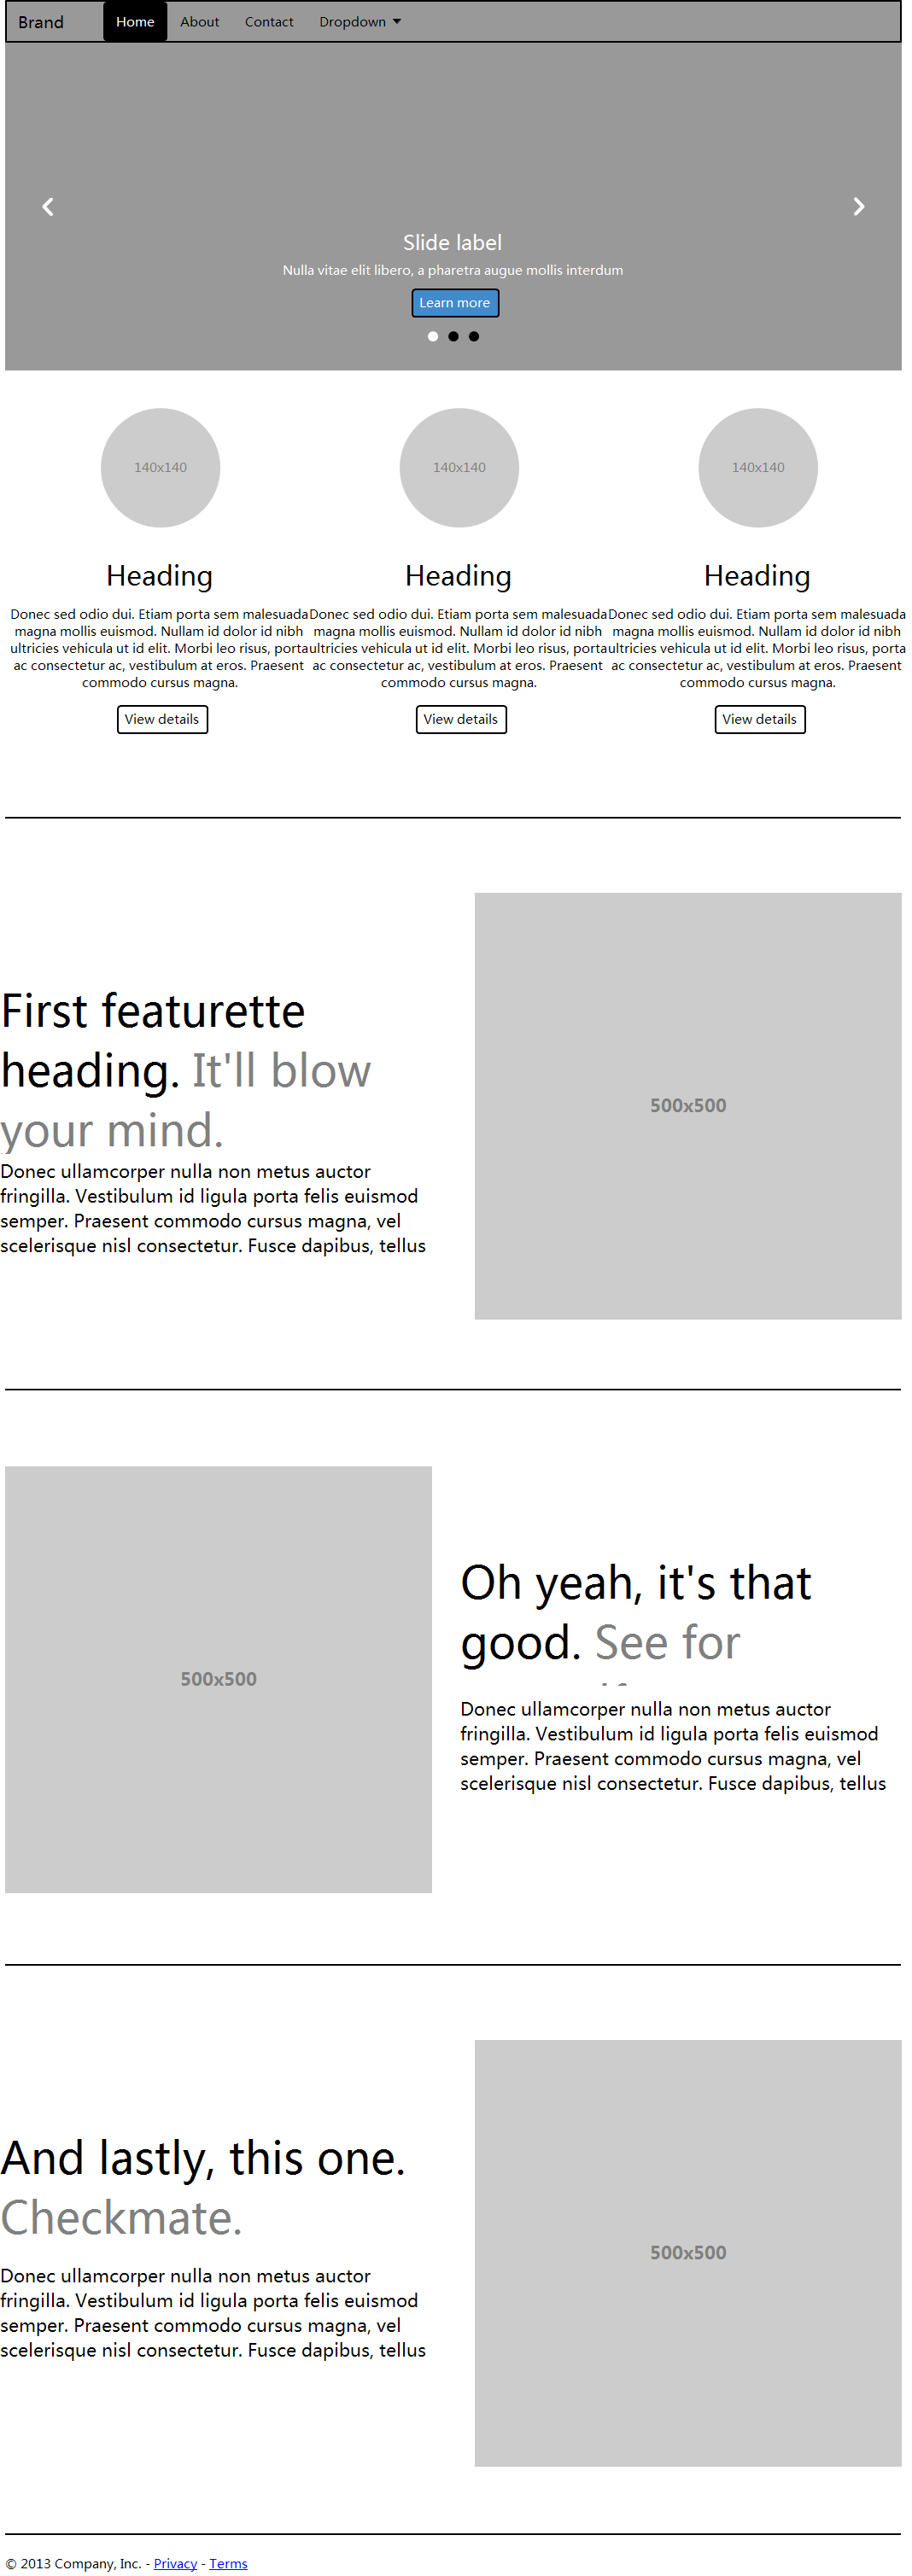 Brand Home About Contact Dropdown
Slide label
Nulla vitae elit libero, a pharetra augue mollis interdum
Learn more
140x140 140x140 140x140
Heading Heading Heading
Donec sed odio dui. Etiam porta sem malesuada
magna mollis euismod. Nullam id dolor id nibh
ultricies vehicula ut id elit. Morbi leo risus, porta
ac consectetur ac, vestibulum at eros. Praesent
commodo cursus magna.
View details
Donec sed odio dui. Etiam porta sem malesuada
magna mollis euismod. Nullam id dolor id nibh
ultricies vehicula ut id elit. Morbi leo risus, porta
ac consectetur ac, vestibulum at eros. Praesent
commodo cursus magna.
View details
Donec sed odio dui. Etiam porta sem malesuada
magna mollis euismod. Nullam id dolor id nibh
ultricies vehicula ut id elit. Morbi leo risus, porta
ac consectetur ac, vestibulum at eros. Praesent
commodo cursus magna.
View details
First featurette
heading. It'll blow
your mind.
Donec ullamcorper nulla non metus auctor
fringilla. Vestibulum id ligula porta felis euismod
semper. Praesent commodo cursus magna, vel
scelerisque nisl consectetur. Fusce dapibus, tellus
500x500
500x500
Oh yeah, it's that
good. See for
Donec ullamcorper nulla non metus auctor
fringilla. Vestibulum id ligula porta felis euismod
semper. Praesent commodo cursus magna, vel
scelerisque nisl consectetur. Fusce dapibus, tellus
And lastly, this one.
Checkmate.
Donec ullamcorper nulla non metus auctor
fringilla. Vestibulum id ligula porta felis euismod
semper. Praesent commodo cursus magna, vel
scelerisque nisl consectetur. Fusce dapibus, tellus
500x500
© 2013 Company, Inc. - Privacy - Terms